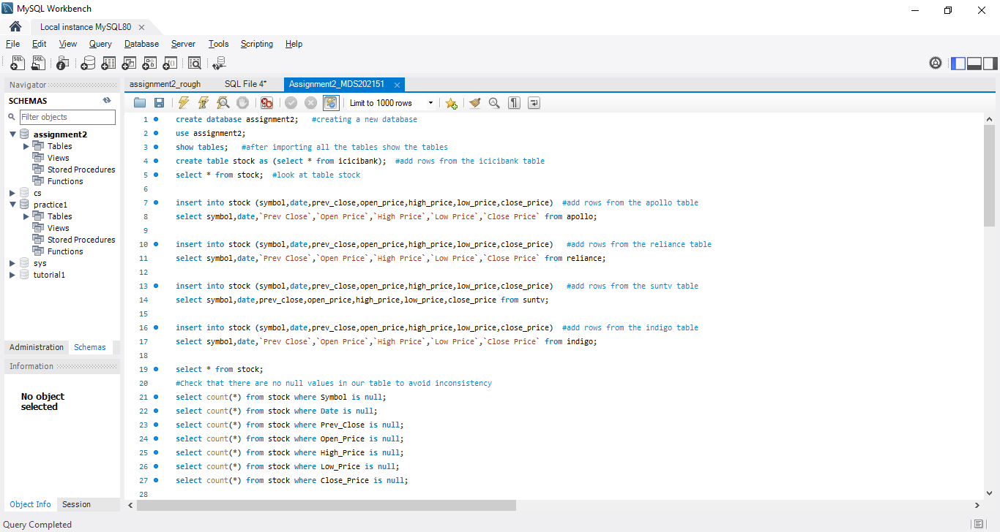 MySQL Workbench
Local instance MySQL80
File Edit View Query Database Server Tools Scripting Help
Navigator
SCHEMAS
Filter objects
assignment2
Tables
Views
Stored Procedures
Functions
cs
practice1
Tables
Views
Stored Procedures
Functions
sys
tutorial1
Administration Schemas
Information
No object
selected
Object Info Session
assignment2_rough SQL File 4* Assignment2_MDS202151
Limit to 1000 rows
1 create database assignment2; #creating a new database
2 use assignment2;
3 show tables; #after importing all the tables show the tables
4 create table stock as (select * from icicibank); #add rows from the icicibank table
5 select * from stock; #look at table stock
6
7 insert into stock (symbol,date,prev_close,open_price,high_price,low_price,close_price) #add rows from the apollo table
8 select symbol,date,`Prev Close`,`Open Price`,`High Price`,`Low Price`,`Close Price` from apollo;
9
10 insert into stock (symbol,date,prev_close,open_price,high_price,low_price,close_price) #add rows from the reliance table
11 select symbol,date,`Prev Close`,`Open Price`,`High Price`,`Low Price`,`Close Price` from reliance;
12
13 insert into stock (symbol,date,prev_close,open_price,high_price,low_price,close_price) #add rows from the suntv table
14 select symbol,date,prev_close,open_price,high_price,low_price,close_price from suntv;
15
16 insert into stock (symbol,date,prev_close,open_price,high_price,low_price,close_price) #add rows from the indigo table
17 select symbol,date,`Prev Close`,`Open Price`,`High Price`,`Low Price`,`Close Price` from indigo;
18
19 select * from stock;
20 #Check that there are no null values in our table to avoid inconsistency
21 select count(*) from stock where Symbol is null;
22 select count(*) from stock where Date is null;
23 select count(*) from stock where Prev_Close is null;
24 select count(*) from stock where Open_Price is null;
25 select count(*) from stock where High_Price is null;
26 select count(*) from stock where Low_Price is null;
27 select count(*) from stock where Close_Price is null;
28
Query Completed